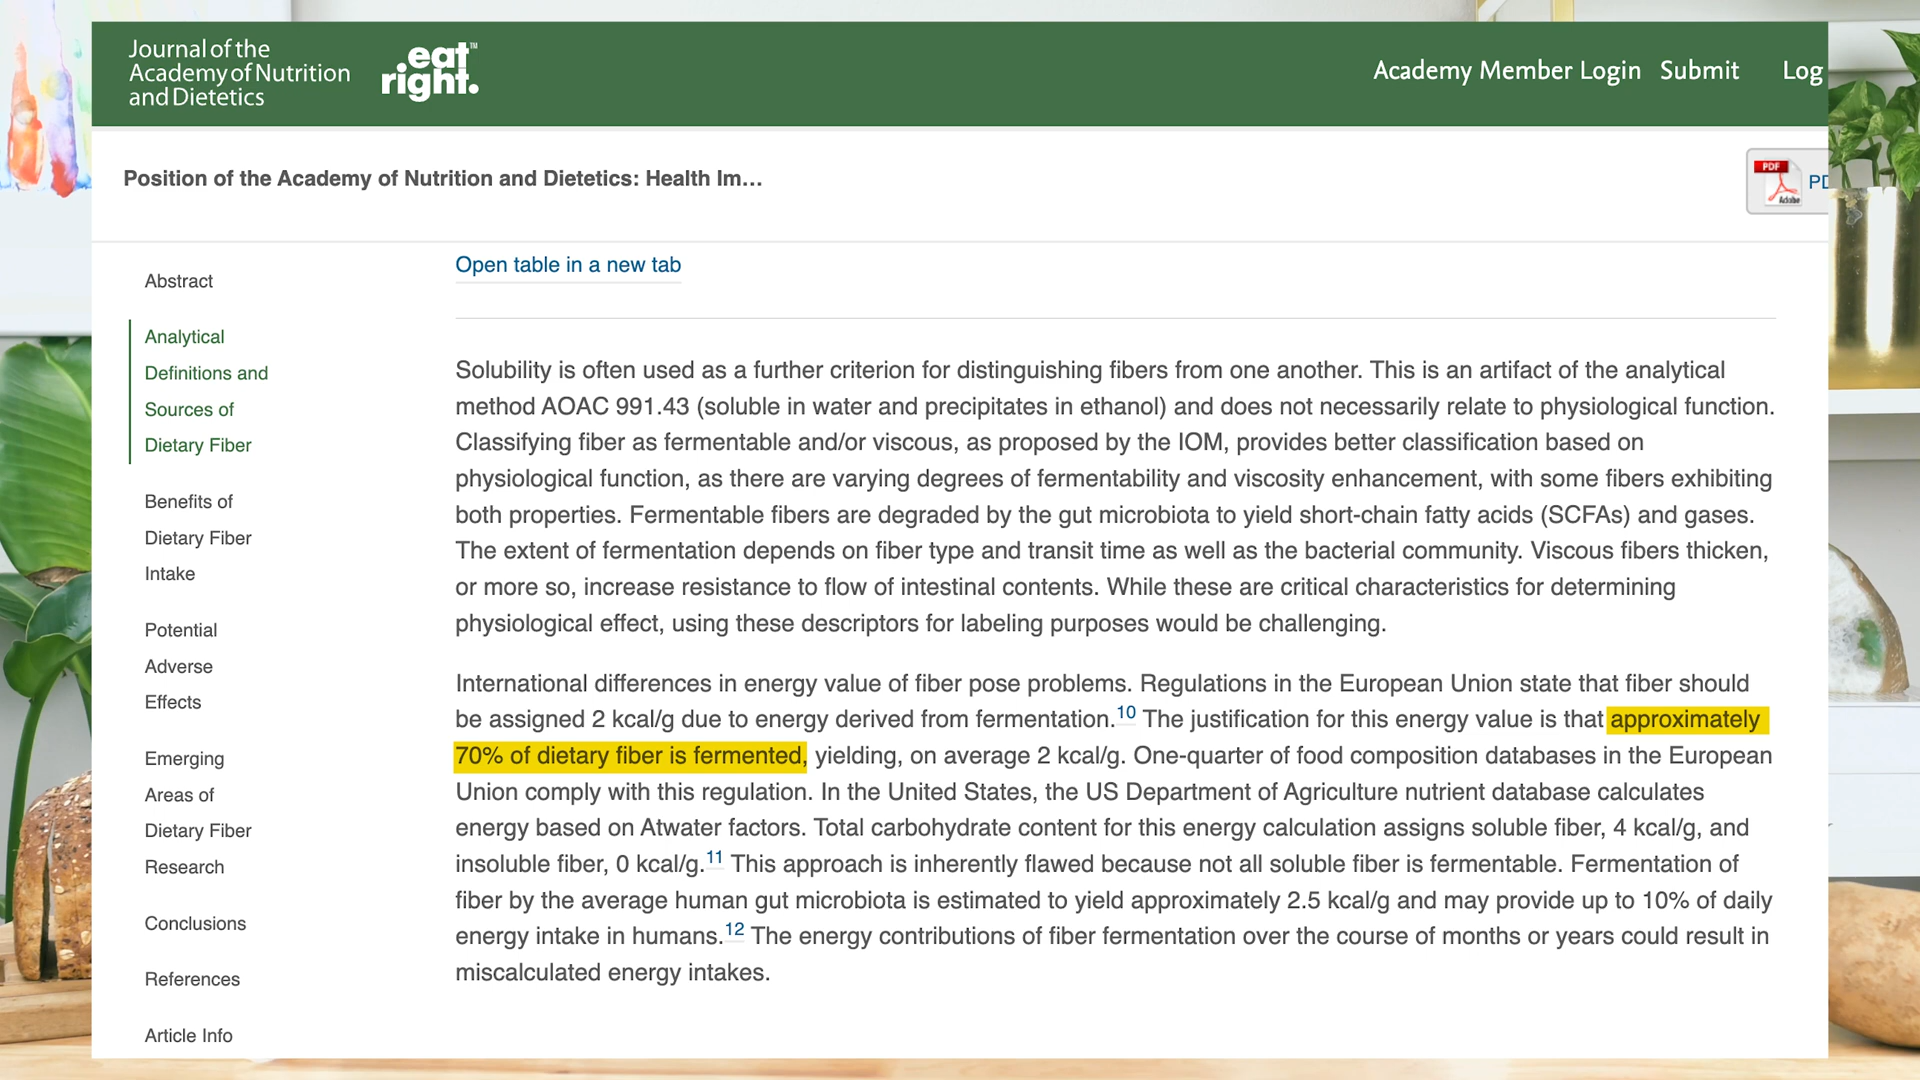 Journal of the
Academy of Nutrition
and Dietetics
eat
right.
™
Academy Member Login Submit Log
Position of the Academy of Nutrition and Dietetics: Health Im...
PDF
Adobe
PD
Abstract
Analytical
Definitions and
Sources of
Dietary Fiber
Benefits of
Dietary Fiber
Intake
Potential
Adverse
Effects
Emerging
Areas of
Dietary Fiber
Research
Conclusions
References
Article Info
Open table in a new tab
Solubility is often used as a further criterion for distinguishing fibers from one another. This is an artifact of the analytical
method AOAC 991.43 (soluble in water and precipitates in ethanol) and does not necessarily relate to physiological function.
Classifying fiber as fermentable and/or viscous, as proposed by the IOM, provides better classification based on
physiological function, as there are varying degrees of fermentability and viscosity enhancement, with some fibers exhibiting
both properties. Fermentable fibers are degraded by the gut microbiota to yield short-chain fatty acids (SCFAs) and gases.
The extent of fermentation depends on fiber type and transit time as well as the bacterial community. Viscous fibers thicken,
or more so, increase resistance to flow of intestinal contents. While these are critical characteristics for determining
physiological effect, using these descriptors for labeling purposes would be challenging.
International differences in energy value of fiber pose problems. Regulations in the European Union state that fiber should
be assigned 2 kcal/g due to energy derived from fermentation.10 The justification for this energy value is that approximately
70% of dietary fiber is fermented, yielding, on average 2 kcal/g. One-quarter of food composition databases in the European
Union comply with this regulation. In the United States, the US Department of Agriculture nutrient database calculates
energy based on Atwater factors. Total carbohydrate content for this energy calculation assigns soluble fiber, 4 kcal/g, and
insoluble fiber, 0 kcal/g.11 This approach is inherently flawed because not all soluble fiber is fermentable. Fermentation of
fiber by the average human gut microbiota is estimated to yield approximately 2.5 kcal/g and may provide up to 10% of daily
energy intake in humans.12 The energy contributions of fiber fermentation over the course of months or years could result in
miscalculated energy intakes.